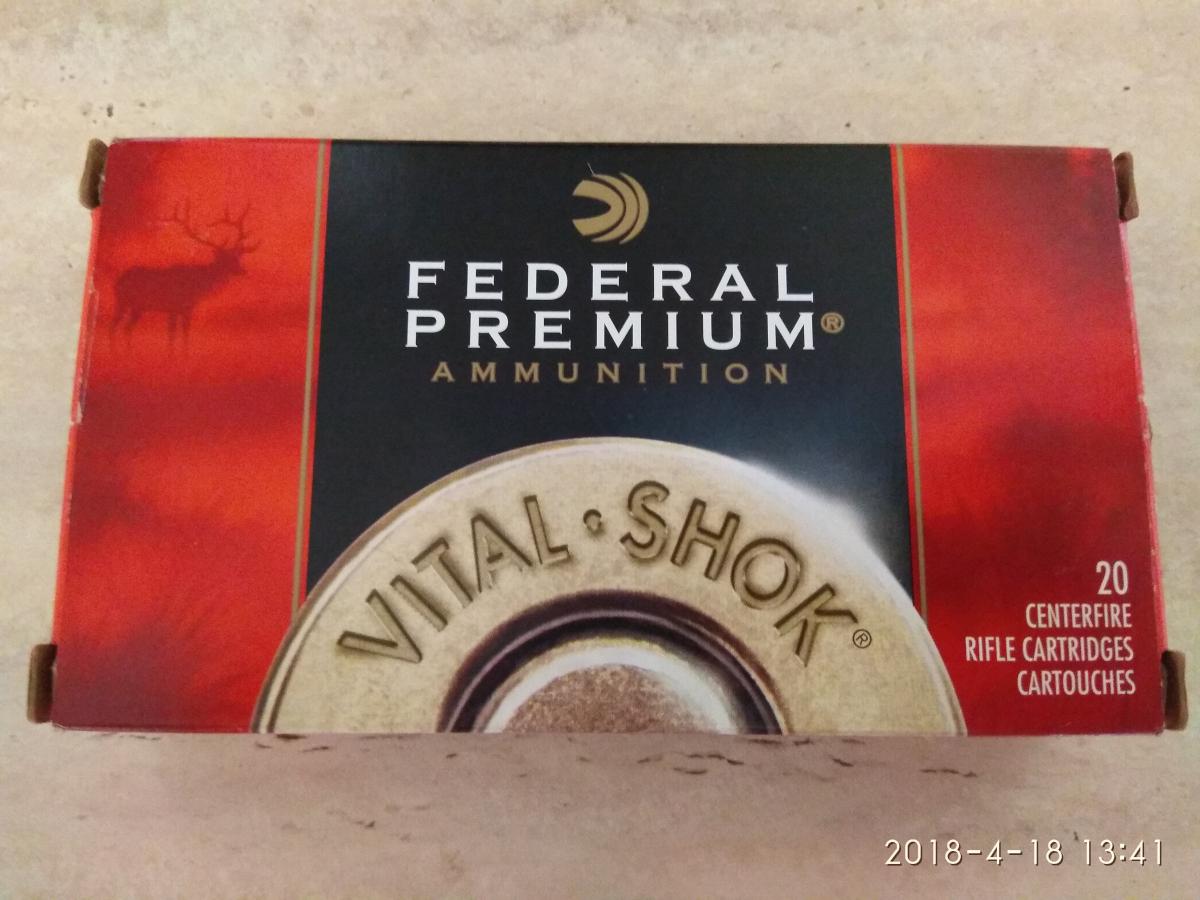 FEDERAL
PREMIUM®
AMMUNITION
VITAL·SHOK®
20
CENTERFIRE
RIFLE CARTRIDGES
CARTOUCHES
2018-4-18 13:41